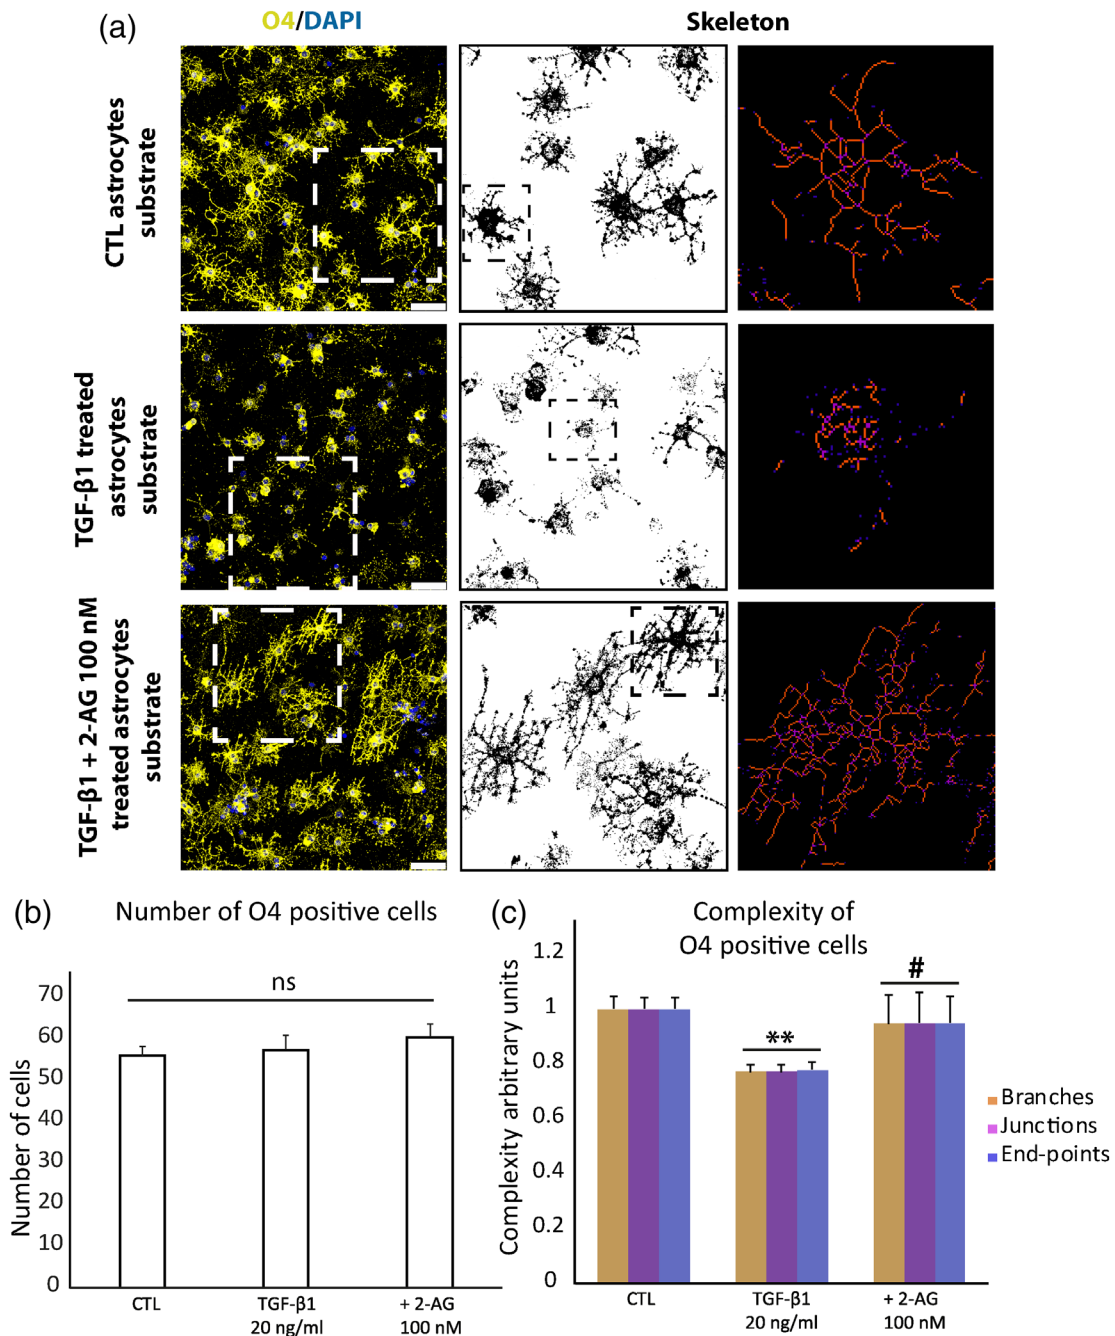 (a)
O4/DAPI
Skeleton
CTL astrocytes
substrate
TGF-β1 treated
astrocytes
substrate
TGF-β1 + 2-AG 100 nM
treated astrocytes
substrate
(b)
Number of O4 positive cells
ns
Number of cells
70
60
50
40
30
20
10
0
CTL
TGF-β1
20 ng/ml
+ 2-AG
100 nM
(c)
Complexity of
O4 positive cells
Complexity arbitrary units
1.2
1
0.8
0.6
0.4
0.2
0
**
#
CTL
TGF-β1
20 ng/ml
+ 2-AG
100 nM
Branches
Junctions
End-points